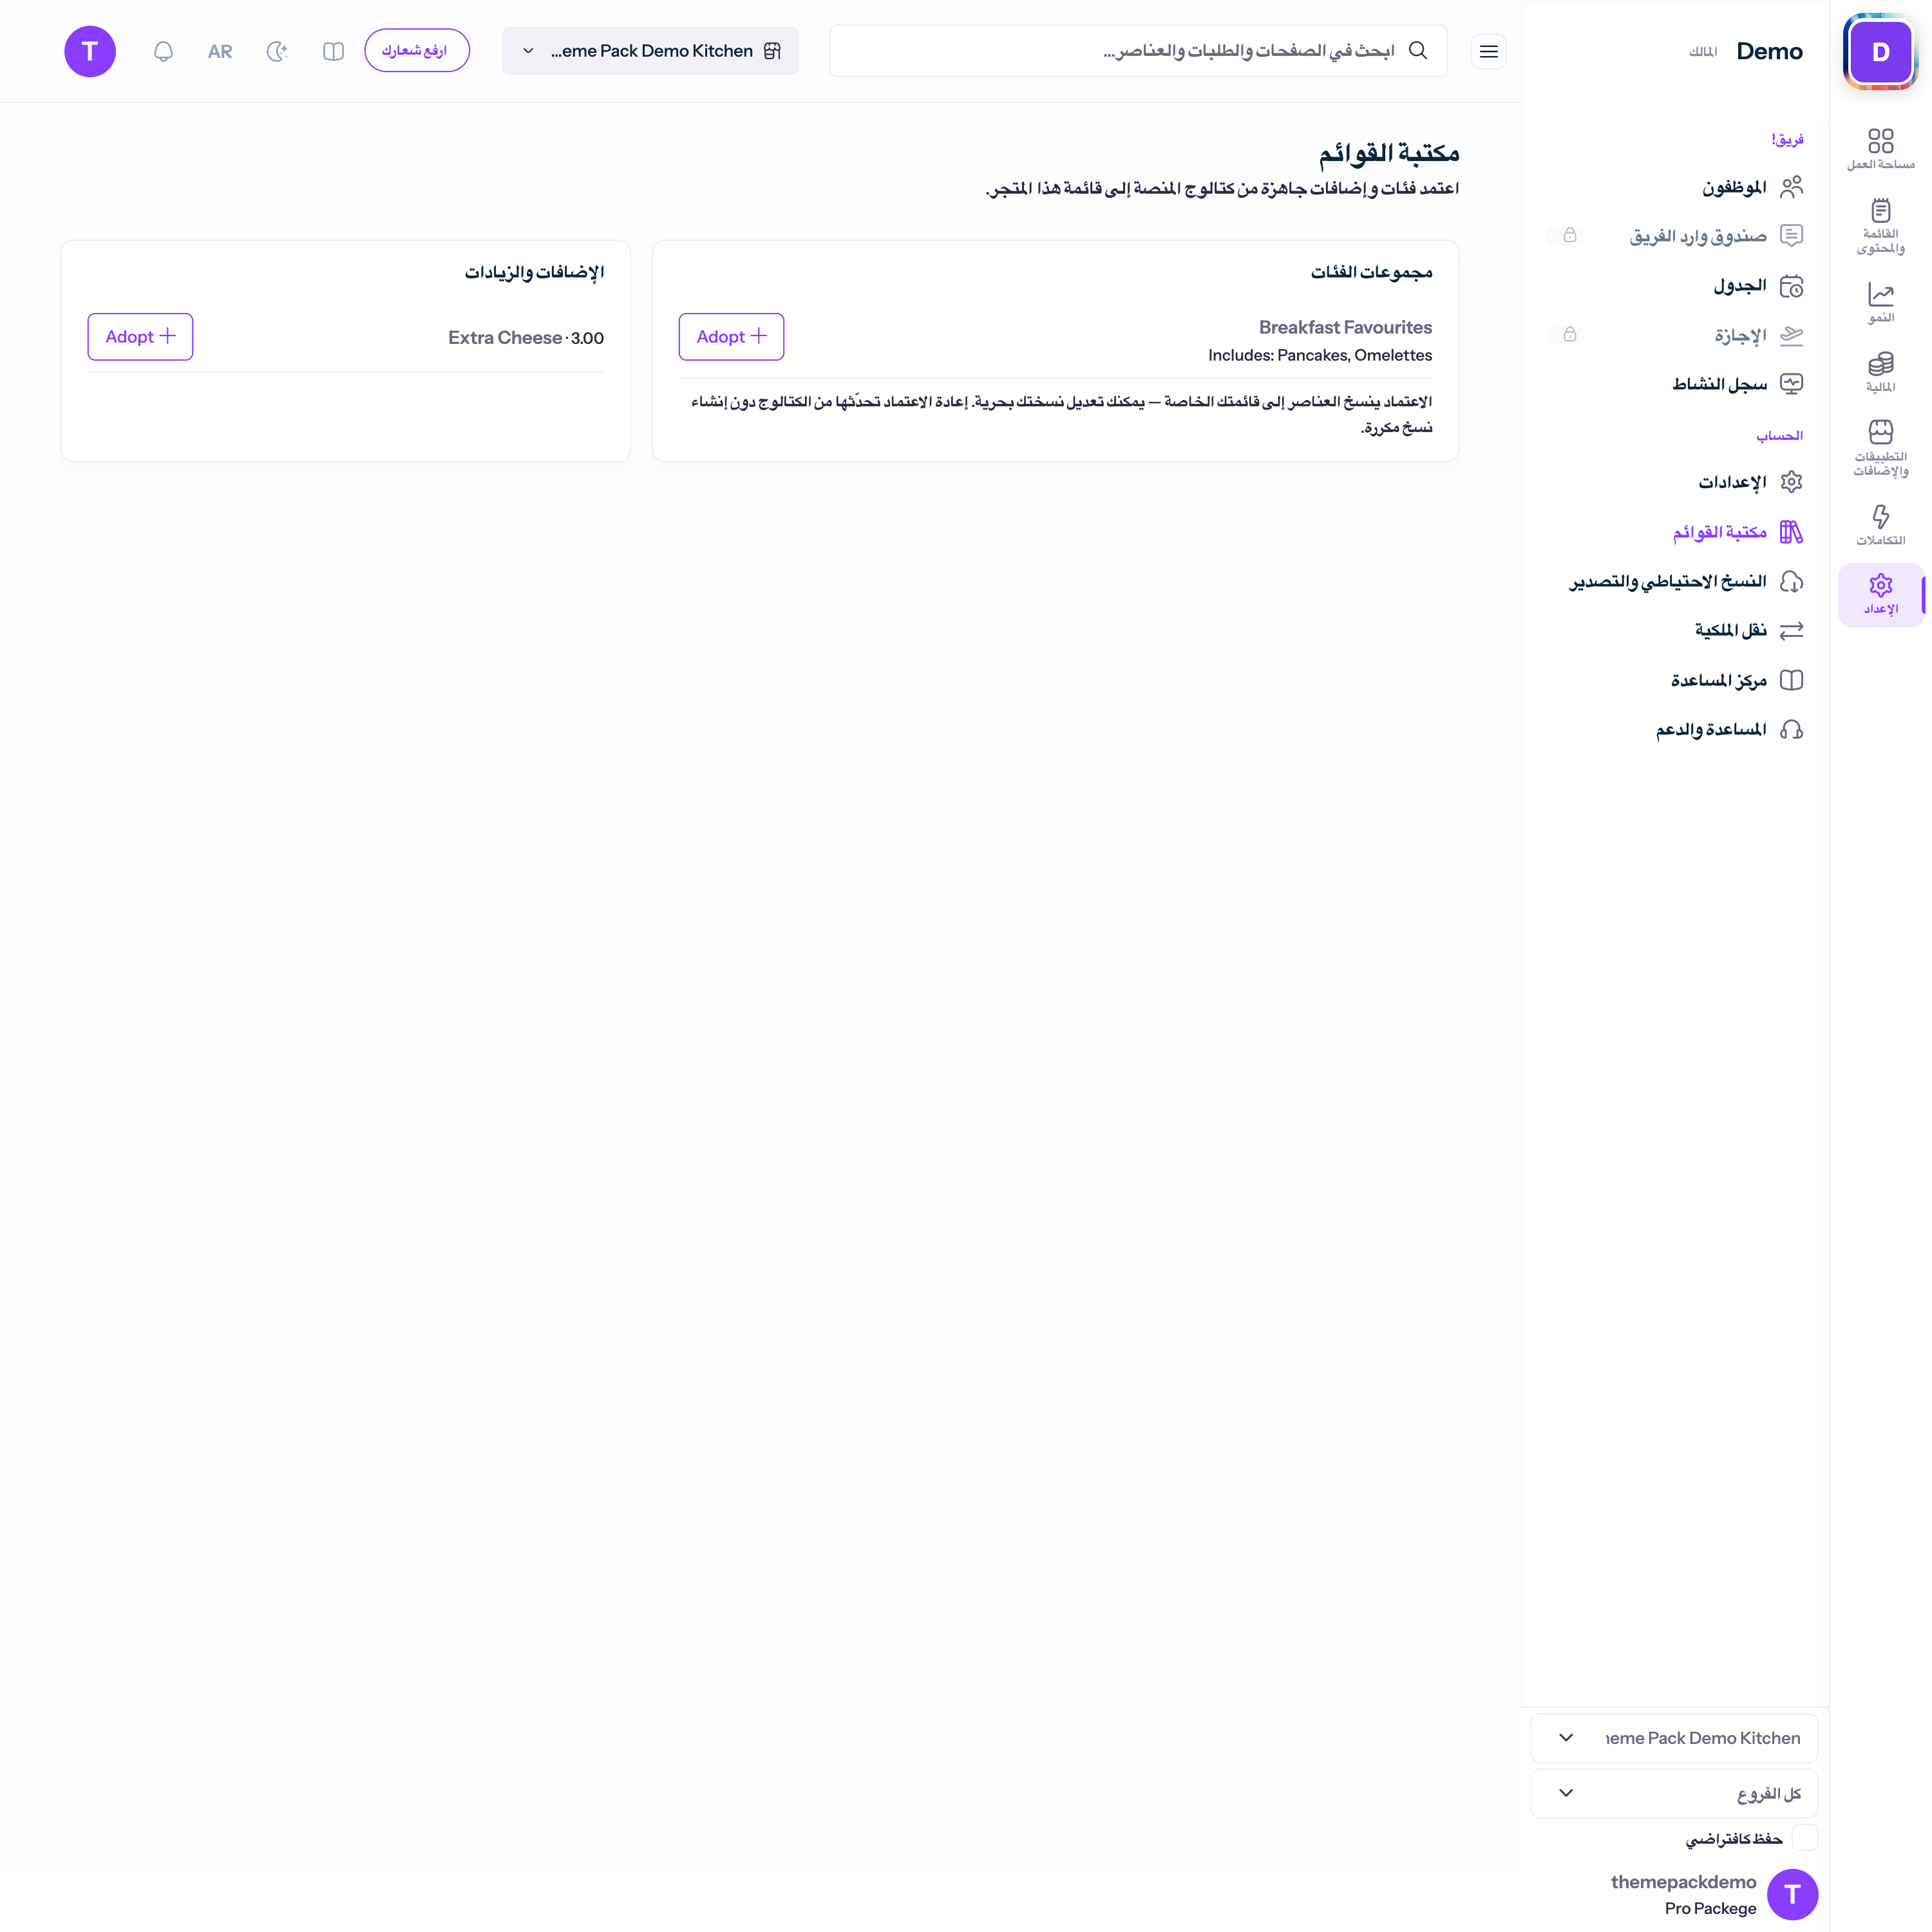 D
مساحة العمل
القائمة
والمحتوى
النمو
المالية
التطبيقات
والإضافات
التكاملات
الإعداد
Demo المالك
فريق!
الموظفون
صندوق وارد الفريق
الجدول
الإجازة
سجل النشاط
الحساب
الإعدادات
مكتبة القوائم
النسخ الاحتياطي والتصدير
نقل الملكية
مركز المساعدة
المساعدة والدعم
heme Pack Demo Kitchen
كل الفروع
حفظ كافتراضي
themepackdemo
Pro Packege
T
ابحث في الصفحات والطلبات والعناصر...
...eme Pack Demo Kitchen
ارفع شعارك
AR
T
مكتبة القوائم
اعتمد فئات وإضافات جاهزة من كتالوج المنصة إلى قائمة هذا المتجر.
مجموعات الفئات
Breakfast Favourites
Includes: Pancakes, Omelettes
Adopt
الاعتماد ينسخ العناصر إلى قائمتك الخاصة — يمكنك تعديل نسختك بحرية. إعادة الاعتماد تحدّثها من الكتالوج دون إنشاء
نسخ مكررة.
الإضافات والزيادات
Extra Cheese · 3.00
Adopt